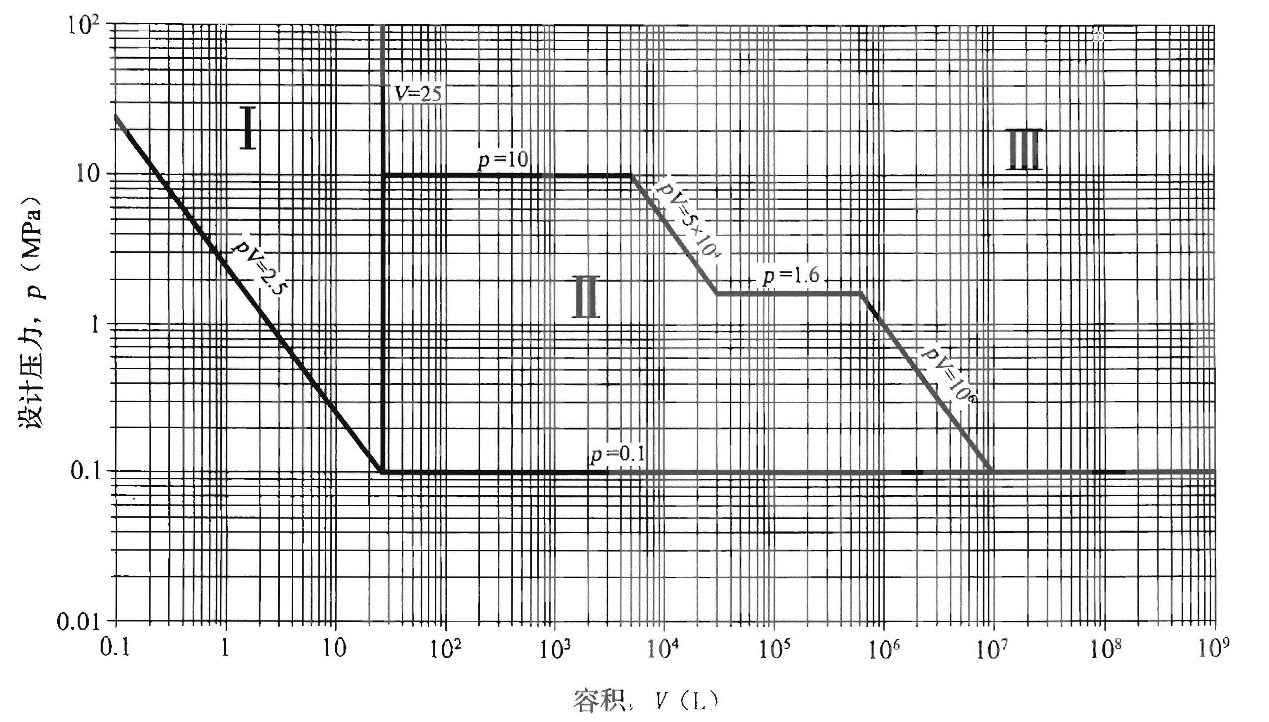 10²
V=25
I
III
p=10
10
pV=5×10⁴
pV=2.5
p=1.6
II
1
pV=10⁶
p=0.1
0.1
0.01
设计压力，p（MPa）
0.1 1 10 10² 10³ 10⁴ 10⁵ 10⁶ 10⁷ 10⁸ 10⁹
容积，V（L）